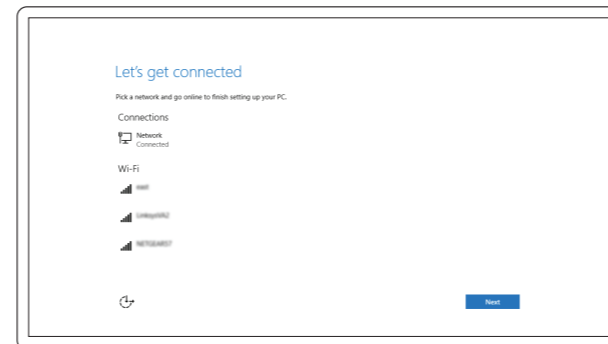 Let's get connected
Pick a network and go online to finish setting up your PC.
Connections
Network
Connected
Wi-Fi
Next